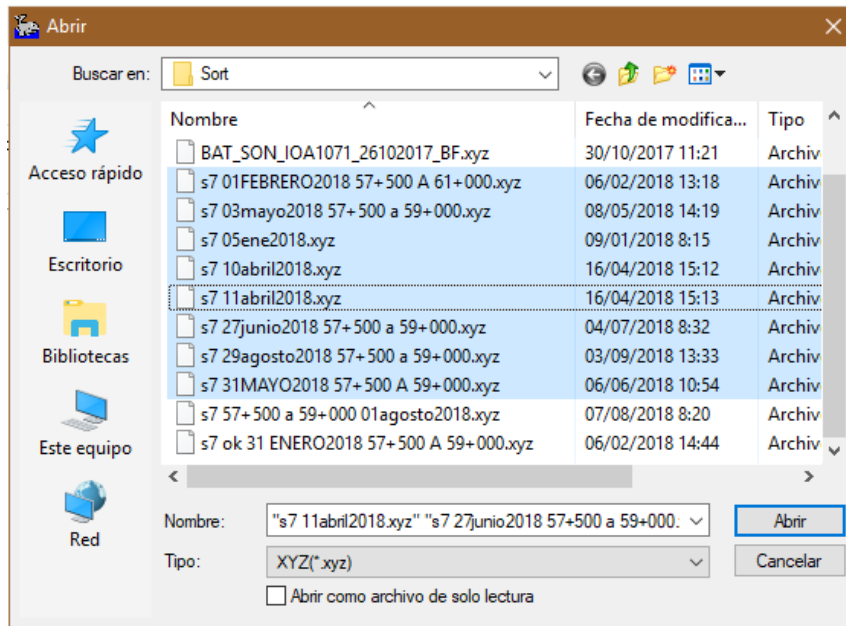 Abrir
Buscar en: Sort
Nombre Fecha de modifica... Tipo
BAT_SON_IOA1071_26102017_BF.xyz 30/10/2017 11:21 Archiv
s7 01FEBRERO2018 57+500 A 61+000.xyz 06/02/2018 13:18 Archiv
s7 03mayo2018 57+500 a 59+000.xyz 08/05/2018 14:19 Archiv
s7 05ene2018.xyz 09/01/2018 8:15 Archiv
s7 10abril2018.xyz 16/04/2018 15:12 Archiv
s7 11abril2018.xyz 16/04/2018 15:13 Archiv
s7 27junio2018 57+500 a 59+000.xyz 04/07/2018 8:32 Archiv
s7 29agosto2018 57+500 a 59+000.xyz 03/09/2018 13:33 Archiv
s7 31MAYO2018 57+500 A 59+000.xyz 06/06/2018 10:54 Archiv
s7 57+500 a 59+000 01agosto2018.xyz 07/08/2018 8:20 Archiv
s7 ok 31 ENERO2018 57+500 A 59+000.xyz 06/02/2018 14:44 Archiv
Acceso rápido
Escritorio
Bibliotecas
Este equipo
Red
Nombre: "s7 11abril2018.xyz" "s7 27junio2018 57+500 a 59+000. Abrir
Tipo: XYZ(*.xyz) Cancelar
Abrir como archivo de solo lectura